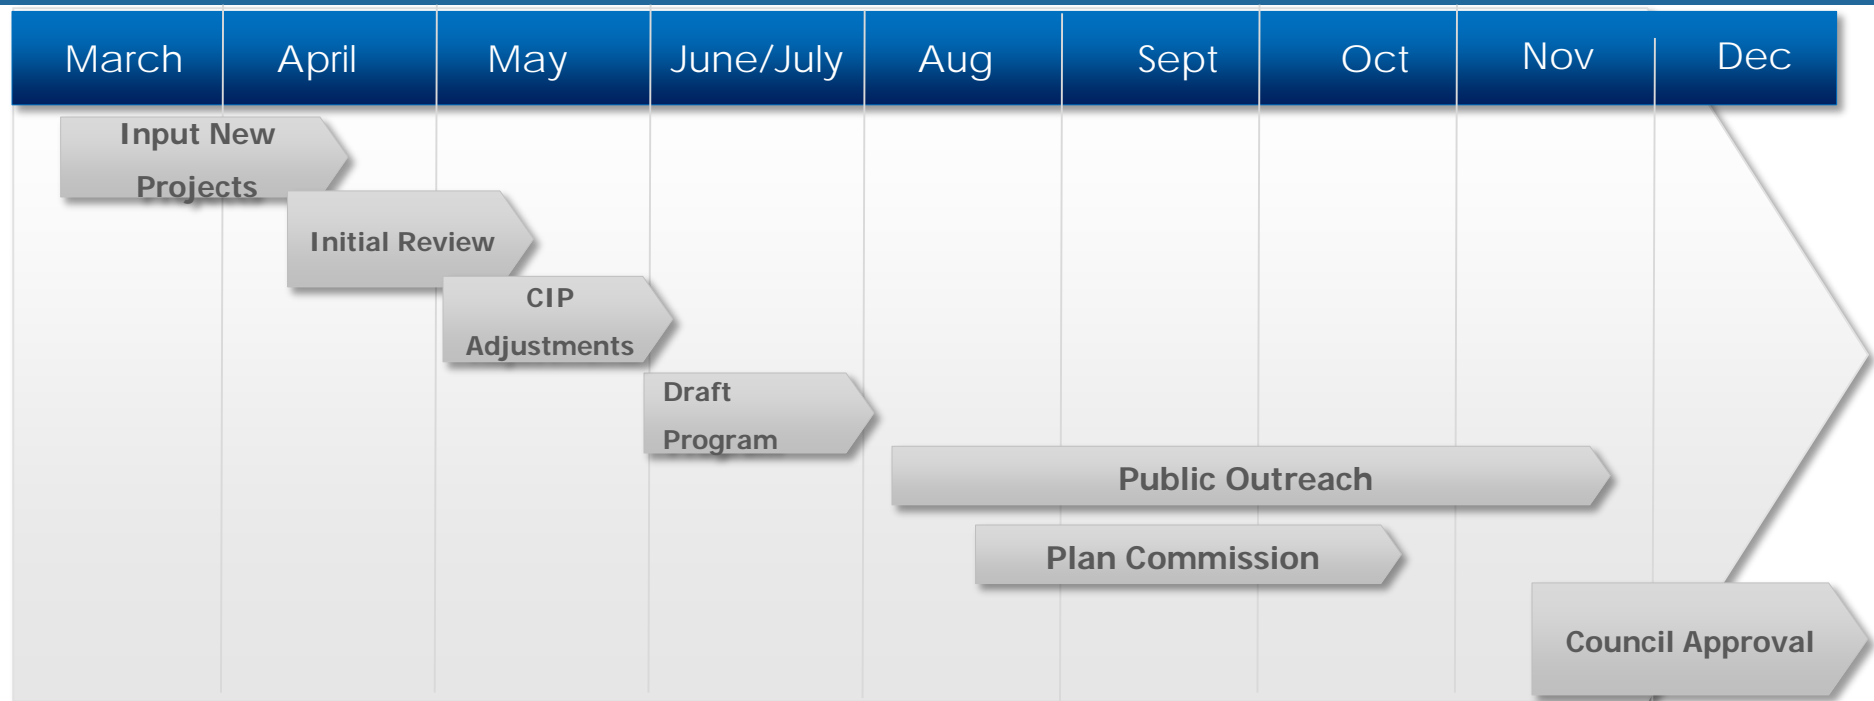 March April May June/July Aug Sept Oct Nov Dec
Input New
Projects
Initial Review
CIP
Adjustments
Draft
Program
Public Outreach
Plan Commission
Council Approval